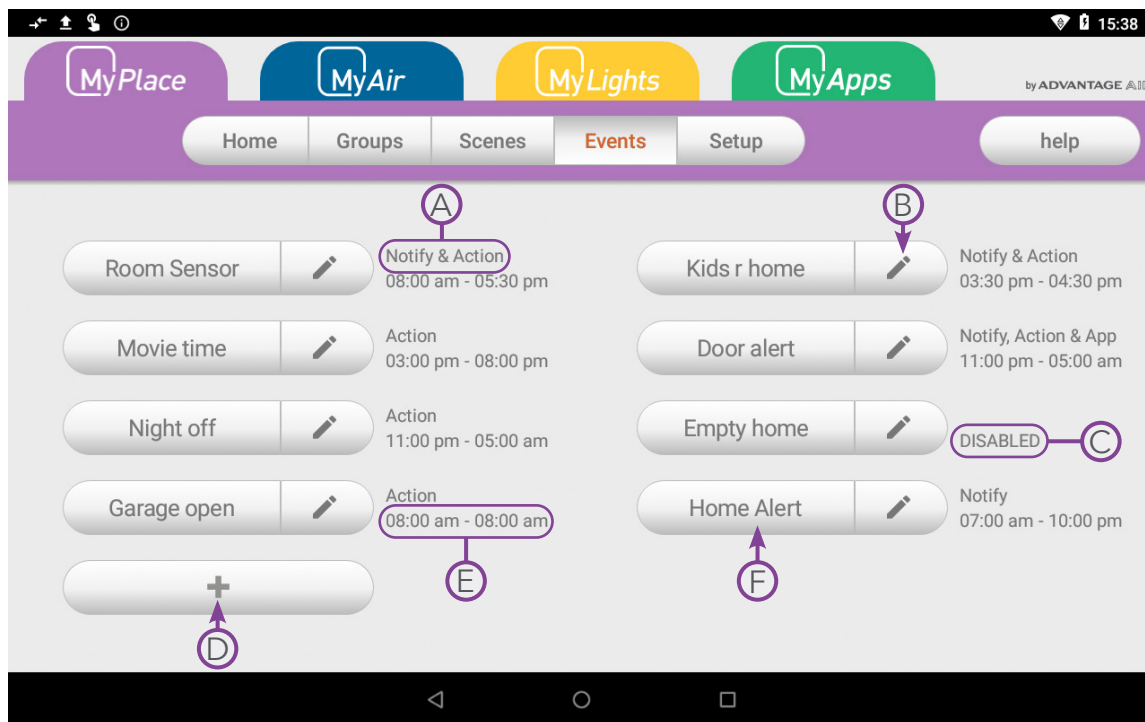 15:38
MyPlace
MyAir
MyLights
MyApps
by ADVANTAGE AIR
Home
Groups
Scenes
Events
Setup
help
A
B
Room Sensor
Notify & Action
08:00 am - 05:30 pm
Kids r home
Notify & Action
03:30 pm - 04:30 pm
Movie time
Action
03:00 pm - 08:00 pm
Door alert
Notify, Action & App
11:00 pm - 05:00 am
Night off
Action
11:00 pm - 05:00 am
Empty home
DISABLED
C
Garage open
Action
08:00 am - 08:00 am
Home Alert
Notify
07:00 am - 10:00 pm
+
E
F
D